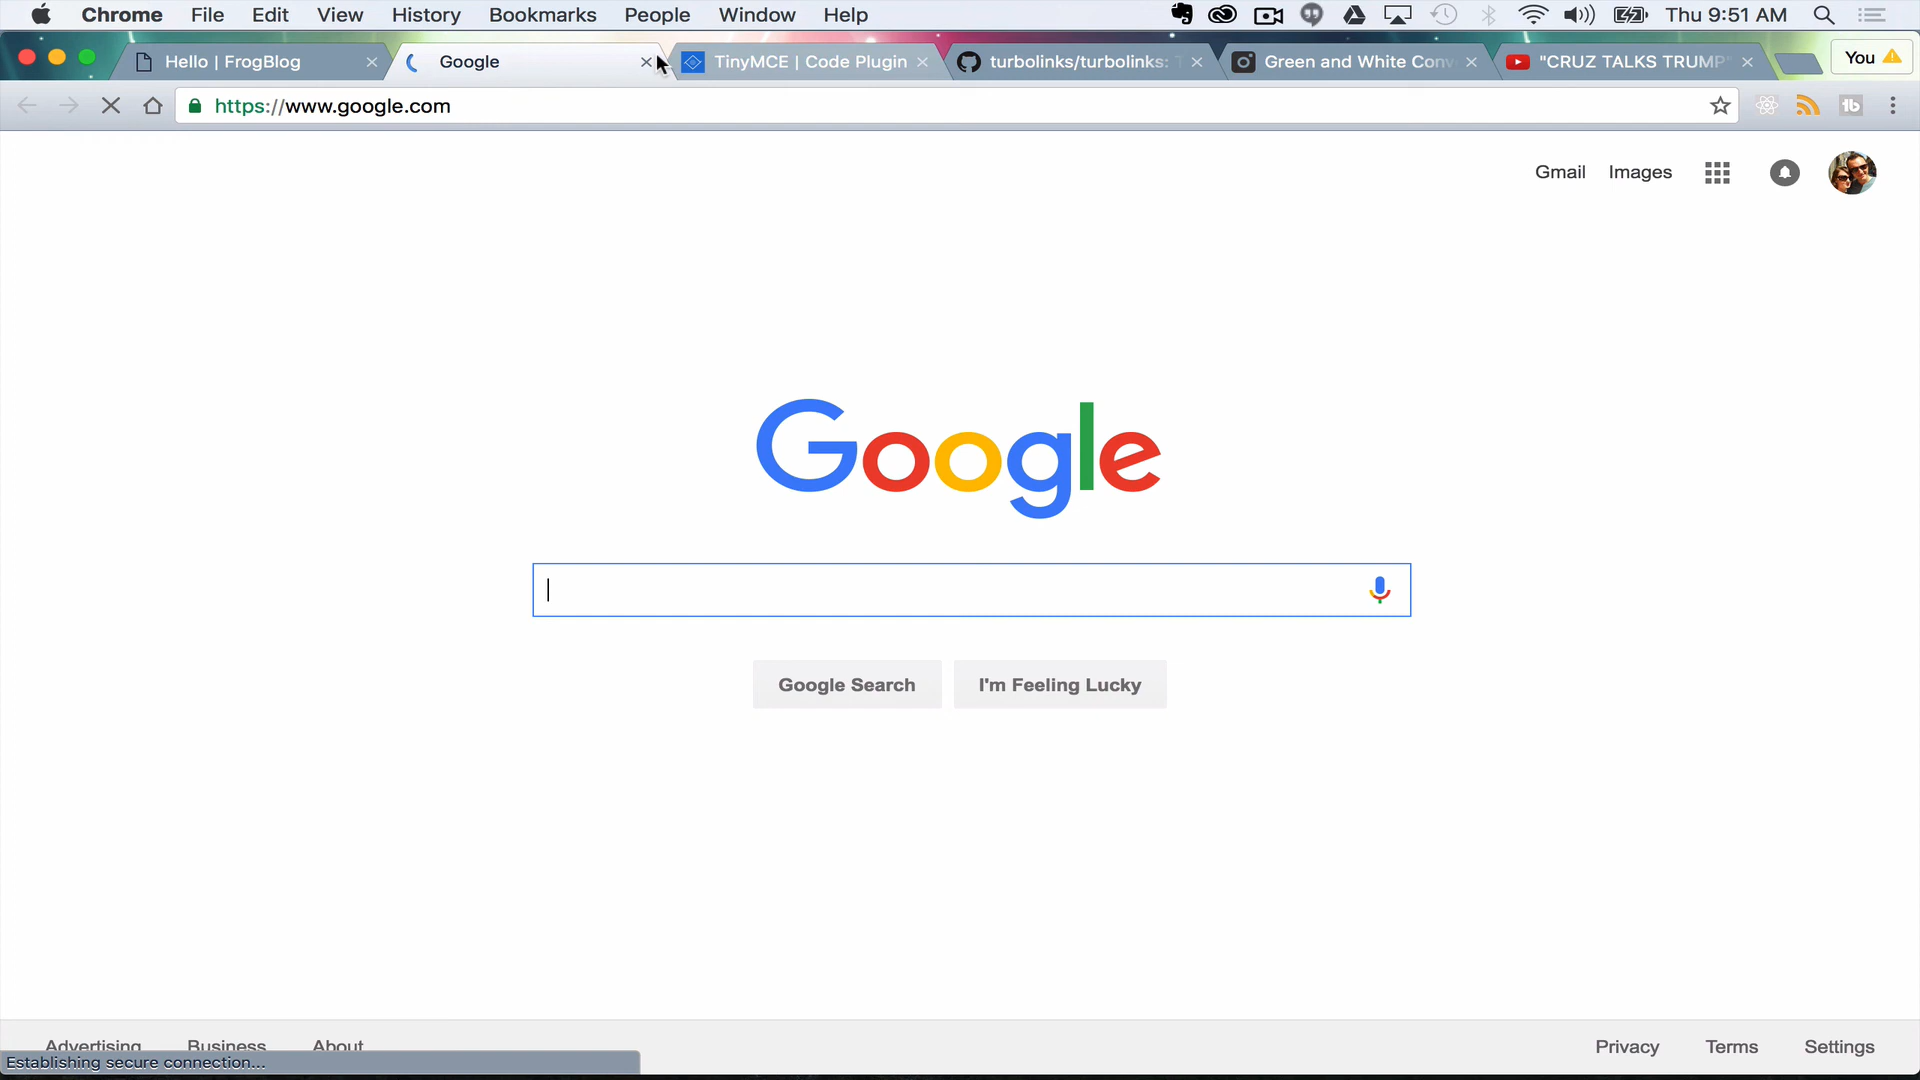 Chrome File Edit View History Bookmarks People Window Help Thu 9:51 AM
Hello | FrogBlog Google TinyMCE | Code Plugin turbolinks/turbolinks: Green and White "CRUZ TALKS TRUMP" You
https://www.google.com
tb
Gmail Images
Google
Google Search I'm Feeling Lucky
Advertising Business About Privacy Terms Settings
Establishing secure connection...